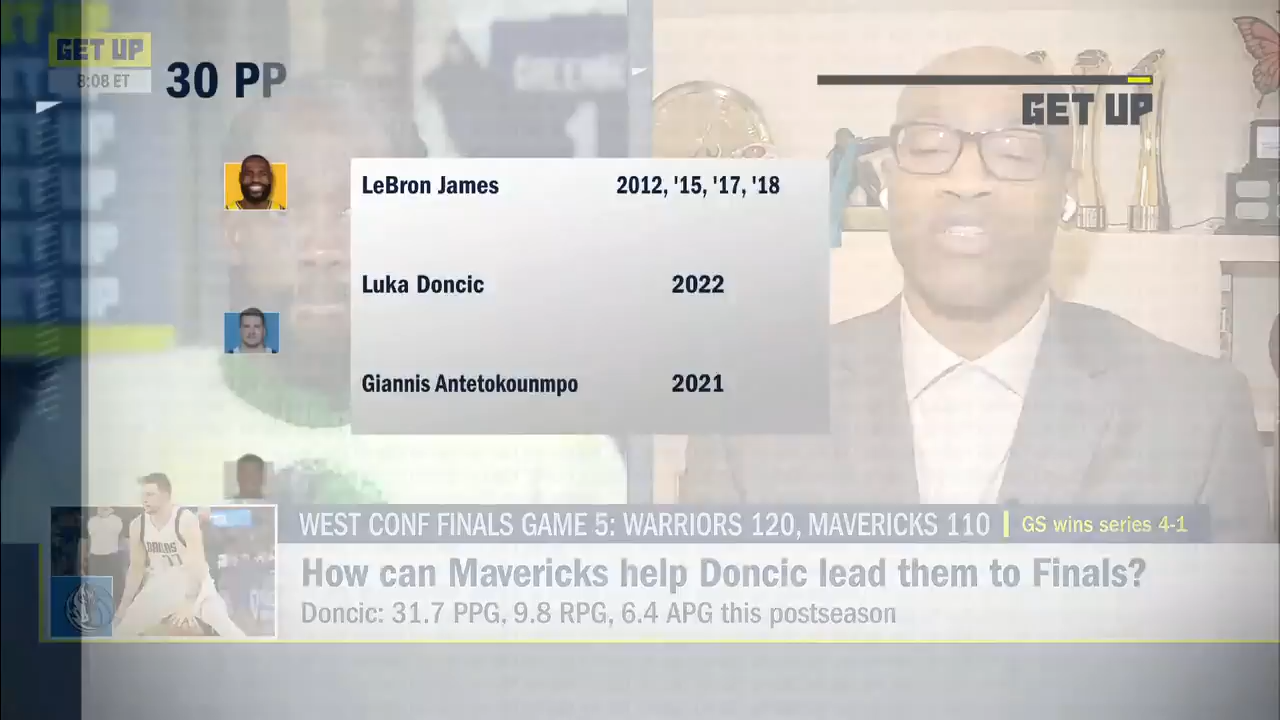 GET UP
8:08 ET
30 PP
GET UP
LeBron James 2012, '15, '17, '18
Luka Doncic 2022
Giannis Antetokounmpo 2021
WEST CONF FINALS GAME 5: WARRIORS 120, MAVERICKS 110 GS wins series 4-1
How can Mavericks help Doncic lead them to Finals?
Doncic: 31.7 PPG, 9.8 RPG, 6.4 APG this postseason